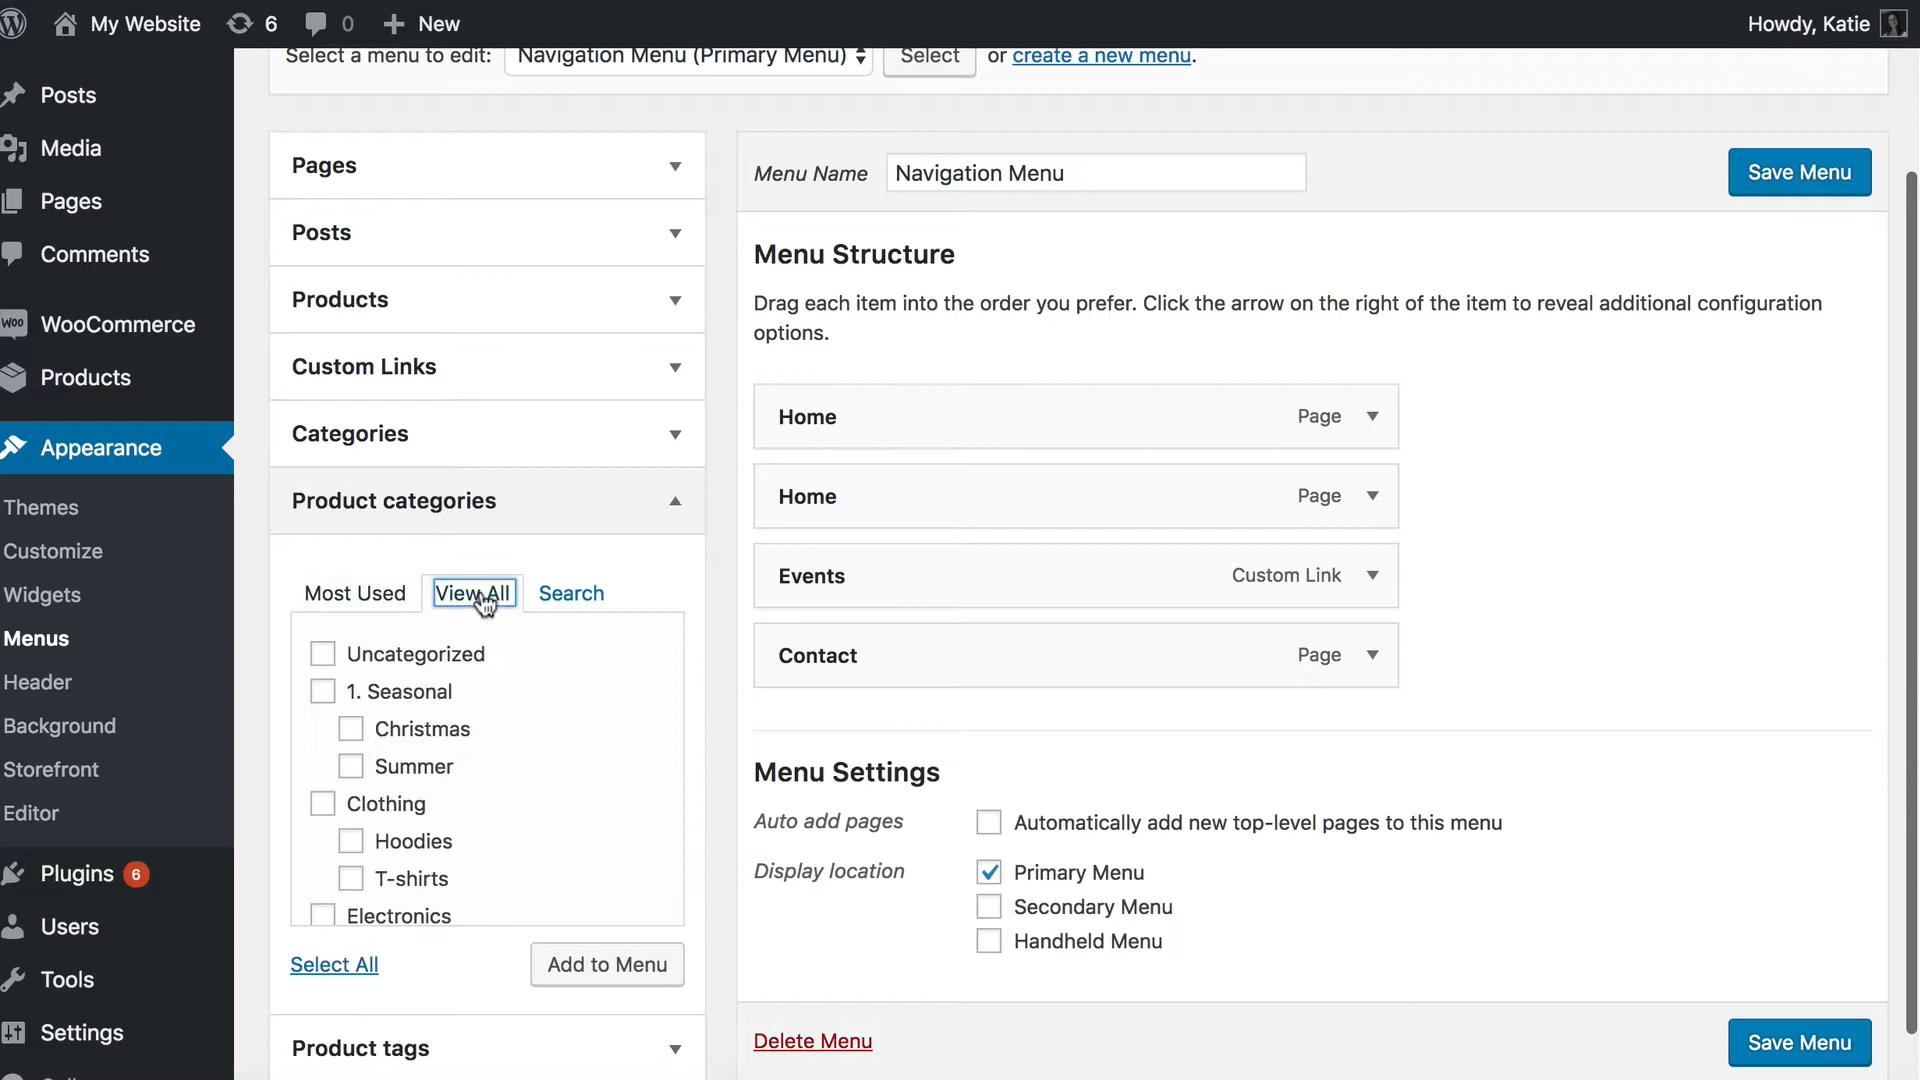 My Website 6 0 New Howdy, Katie
Select a menu to edit: Navigation Menu (Primary Menu) Select or create a new menu.
Posts
Media
Pages
Comments
WOO WooCommerce
Products
Appearance
Themes
Customize
Widgets
Menus
Header
Background
Storefront
Editor
Plugins 6
Users
Tools
Settings
Pages
Posts
Products
Custom Links
Categories
Product categories
Most Used View All Search
Uncategorized
1. Seasonal
Christmas
Summer
Clothing
Hoodies
T-shirts
Electronics
Select All Add to Menu
Product tags
Menu Name Navigation Menu Save Menu
Menu Structure
Drag each item into the order you prefer. Click the arrow on the right of the item to reveal additional configuration
options.
Home Page
Home Page
Events Custom Link
Contact Page
Menu Settings
Auto add pages Automatically add new top-level pages to this menu
Display location Primary Menu
Secondary Menu
Handheld Menu
Delete Menu Save Menu